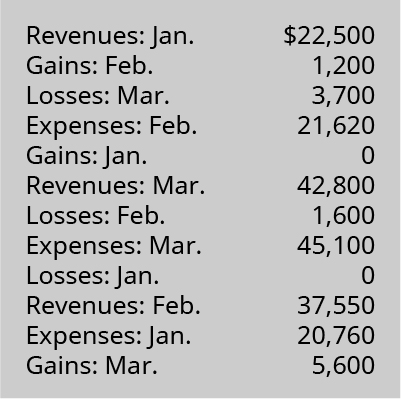 Revenues: Jan. $22,500
Gains: Feb. 1,200
Losses: Mar. 3,700
Expenses: Feb. 21,620
Gains: Jan. 0
Revenues: Mar. 42,800
Losses: Feb. 1,600
Expenses: Mar. 45,100
Losses: Jan. 0
Revenues: Feb. 37,550
Expenses: Jan. 20,760
Gains: Mar. 5,600